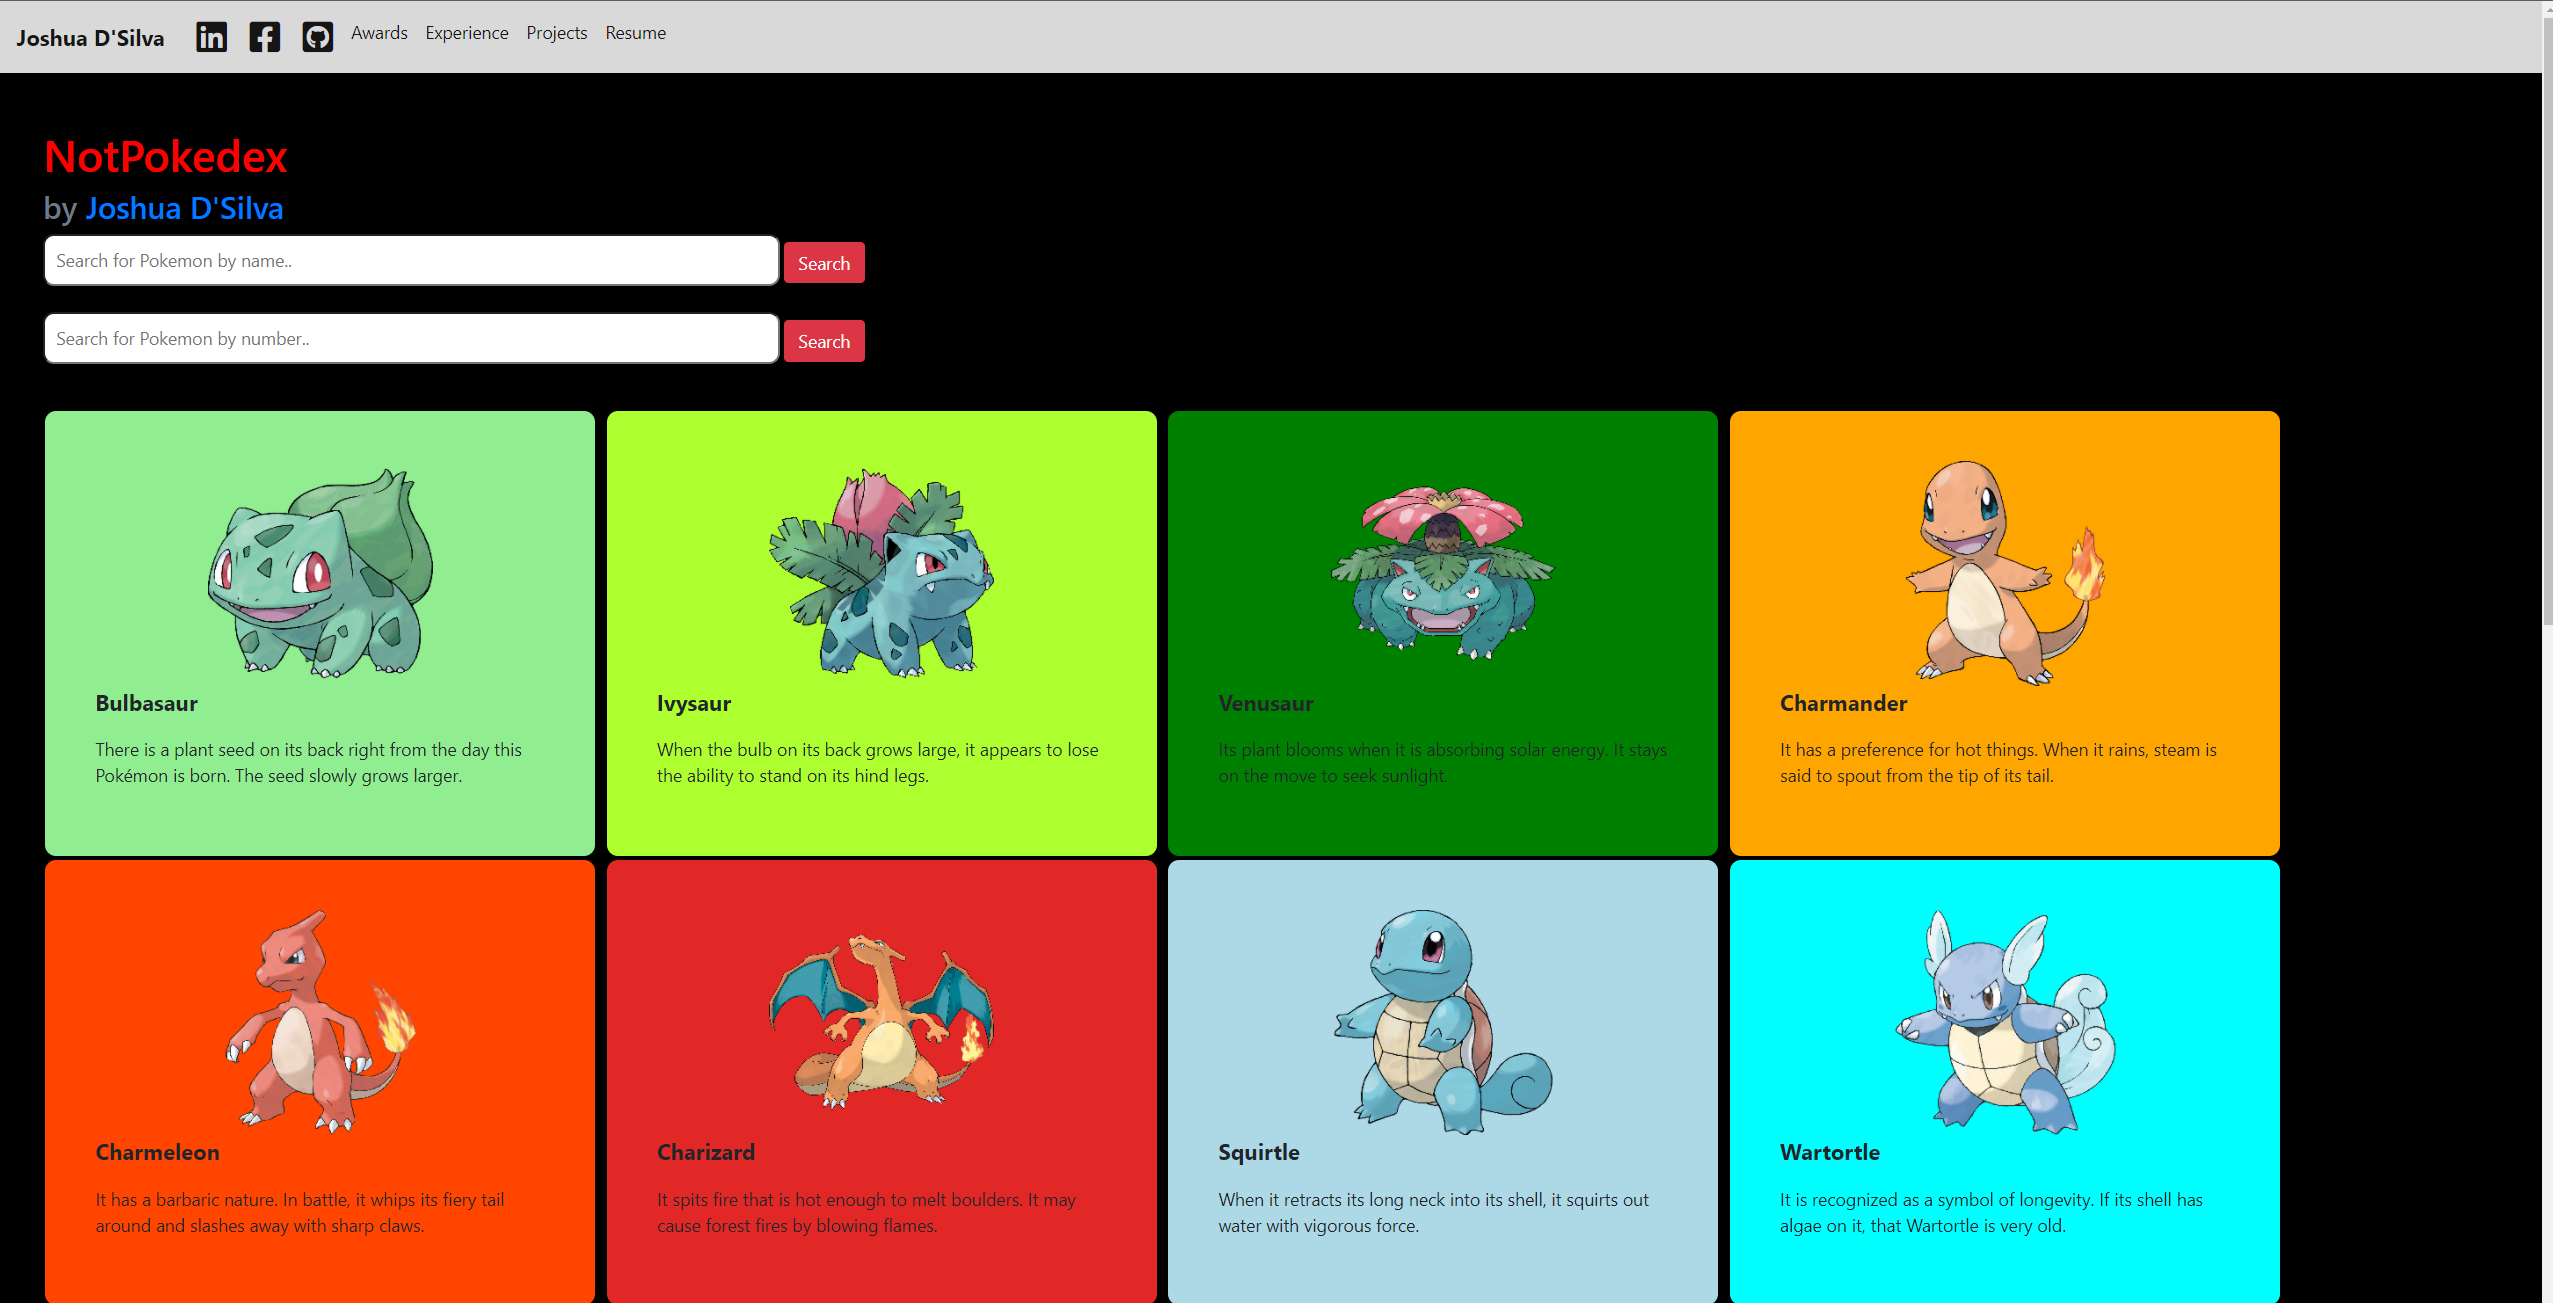 Joshua D'Silva Awards Experience Projects Resume
NotPokedex
by Joshua D'Silva
Search for Pokemon by name.. Search
Search for Pokemon by number.. Search
Bulbasaur
There is a plant seed on its back right from the day this
Pokémon is born. The seed slowly grows larger.
Ivysaur
When the bulb on its back grows large, it appears to lose
the ability to stand on its hind legs.
Venusaur
Its plant blooms when it is absorbing solar energy. It stays
on the move to seek sunlight.
Charmander
It has a preference for hot things. When it rains, steam is
said to spout from the tip of its tail.
Charmeleon
It has a barbaric nature. In battle, it whips its fiery tail
around and slashes away with sharp claws.
Charizard
It spits fire that is hot enough to melt boulders. It may
cause forest fires by blowing flames.
Squirtle
When it retracts its long neck into its shell, it squirts out
water with vigorous force.
Wartortle
It is recognized as a symbol of longevity. If its shell has
algae on it, that Wartortle is very old.